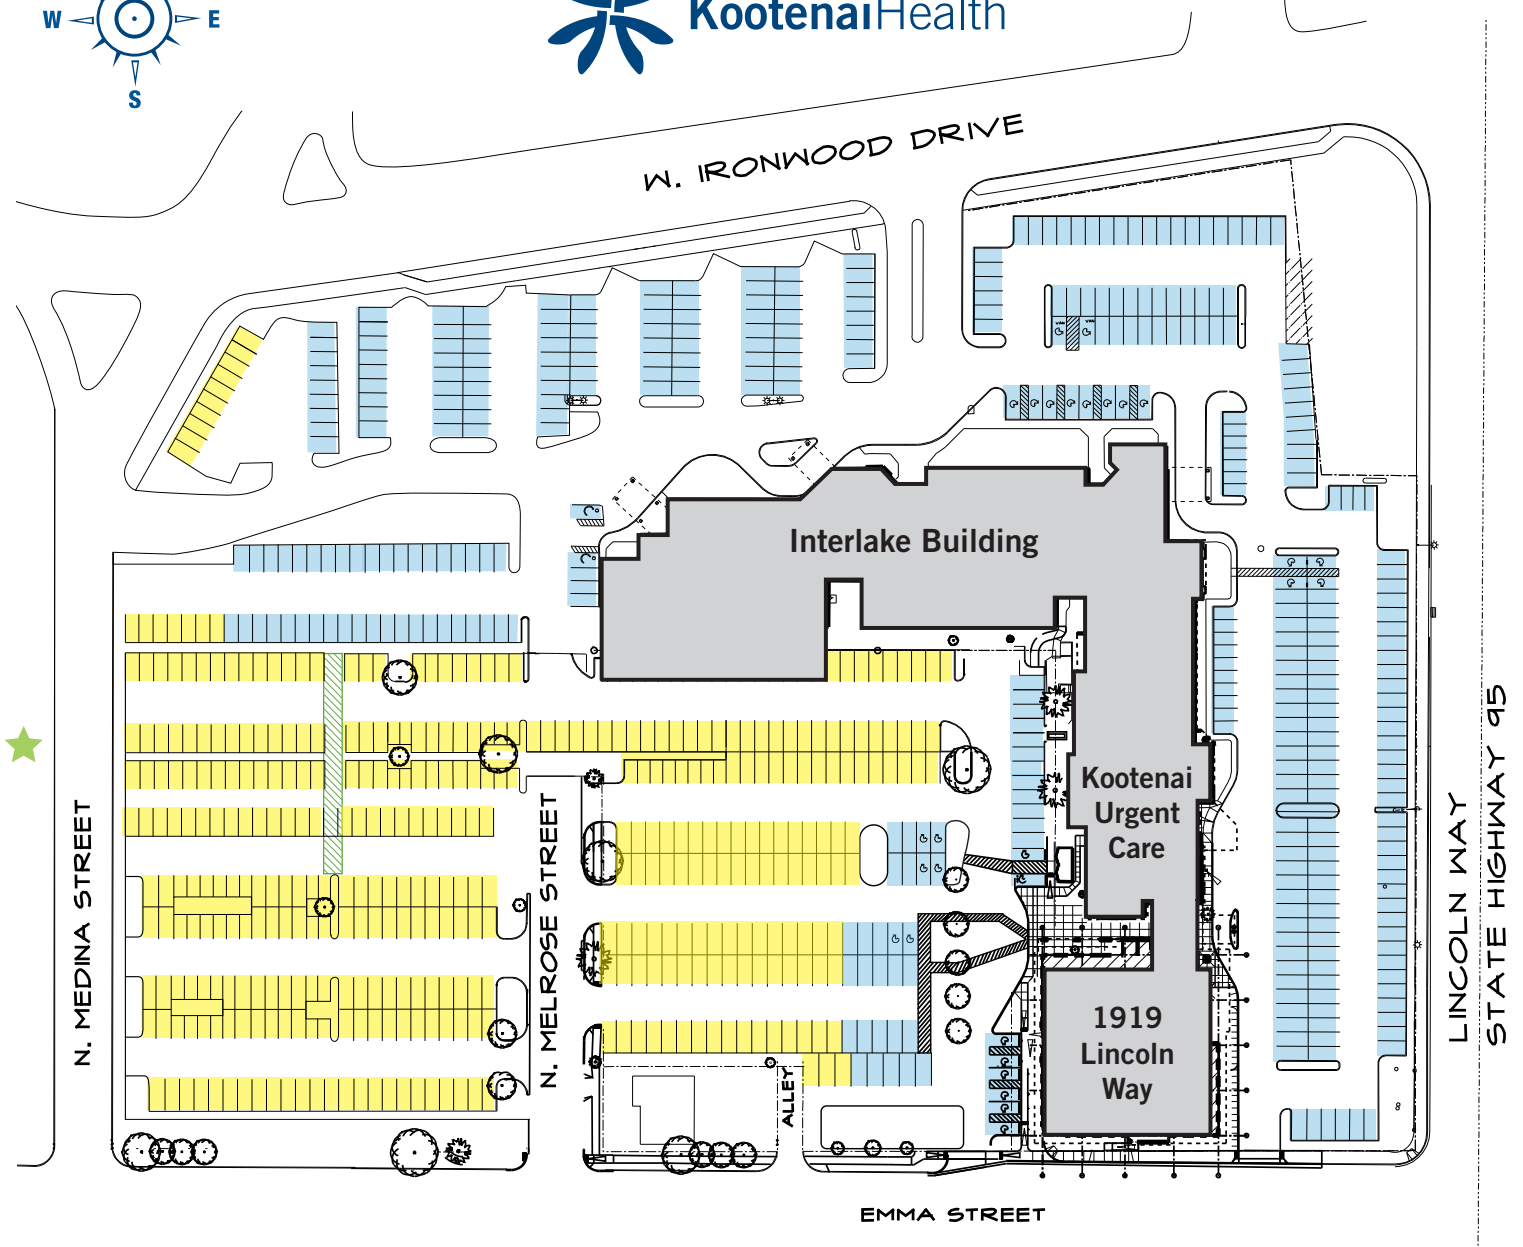 W
E
S
KootenaiHealth
W. IRONWOOD DRIVE
Interlake Building
Kootenai
Urgent
Care
1919
Lincoln
Way
N. MEDINA STREET
N. MELROSE STREET
ALLEY
LINCOLN WAY
STATE HIGHWAY 95
EMMA STREET